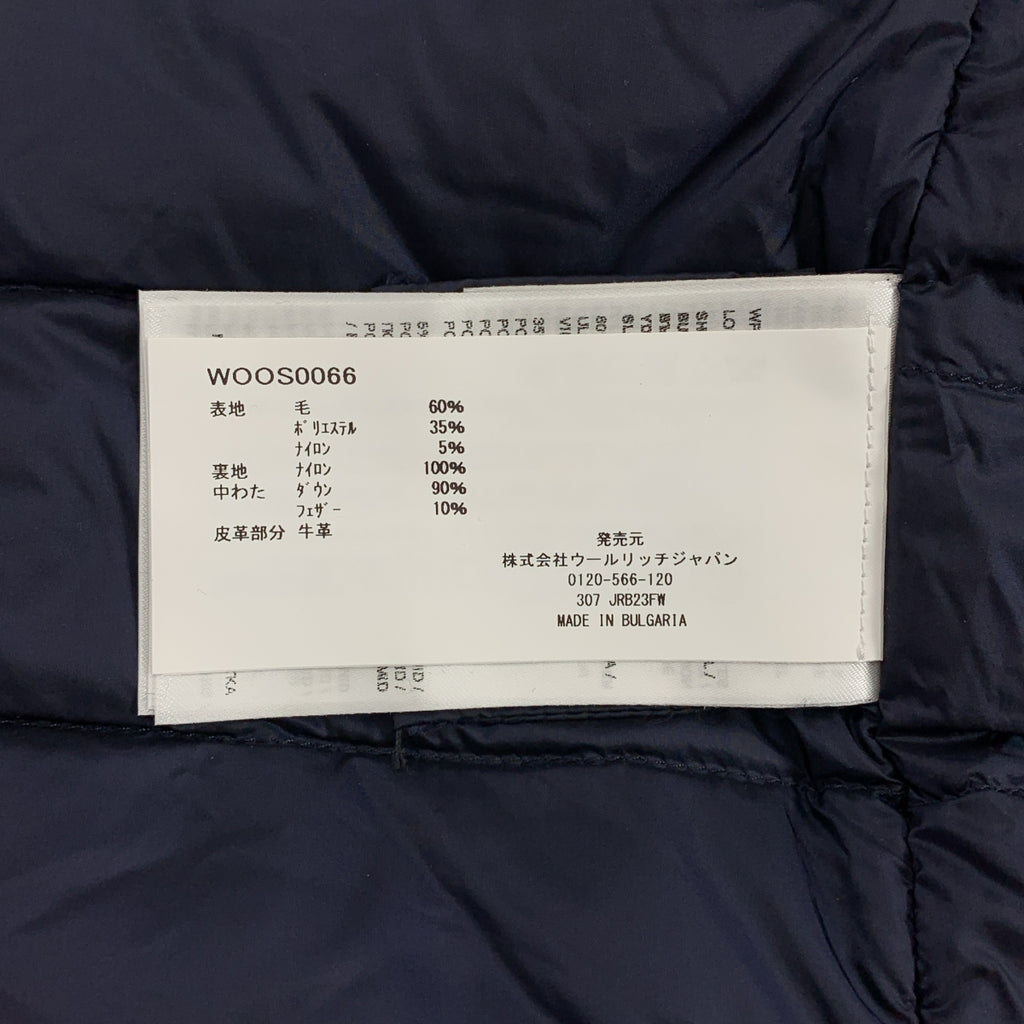 WOOS0066
表地 毛 60%
ﾎﾟﾘｴｽﾃﾙ 35%
ﾅｲﾛﾝ 5%
裏地 ﾅｲﾛﾝ 100%
中わた ﾀﾞｳﾝ 90%
ﾌｪｻﾞｰ 10%
皮革部分 牛革
発売元
株式会社ウールリッチジャパン
0120-566-120
307 JRB23FW
MADE IN BULGARIA